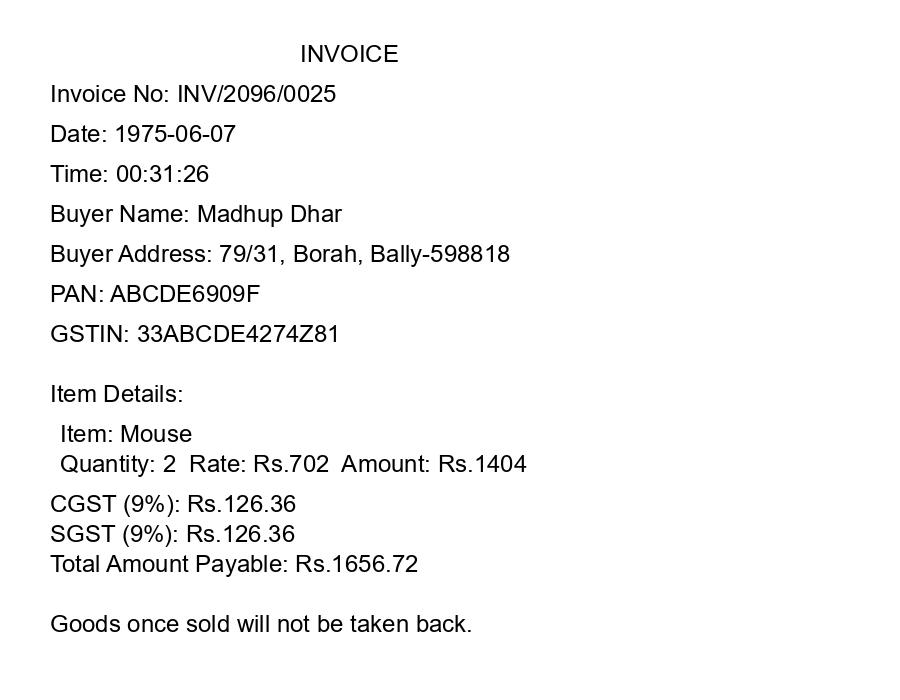 INVOICE
Invoice No: INV/2096/0025
Date: 1975-06-07
Time: 00:31:26
Buyer Name: Madhup Dhar
Buyer Address: 79/31, Borah, Bally-598818
PAN: ABCDE6909F
GSTIN: 33ABCDE4274Z81
Item Details:
Item: Mouse
Quantity: 2  Rate: Rs.702  Amount: Rs.1404
CGST (9%): Rs.126.36
SGST (9%): Rs.126.36
Total Amount Payable: Rs.1656.72
Goods once sold will not be taken back.